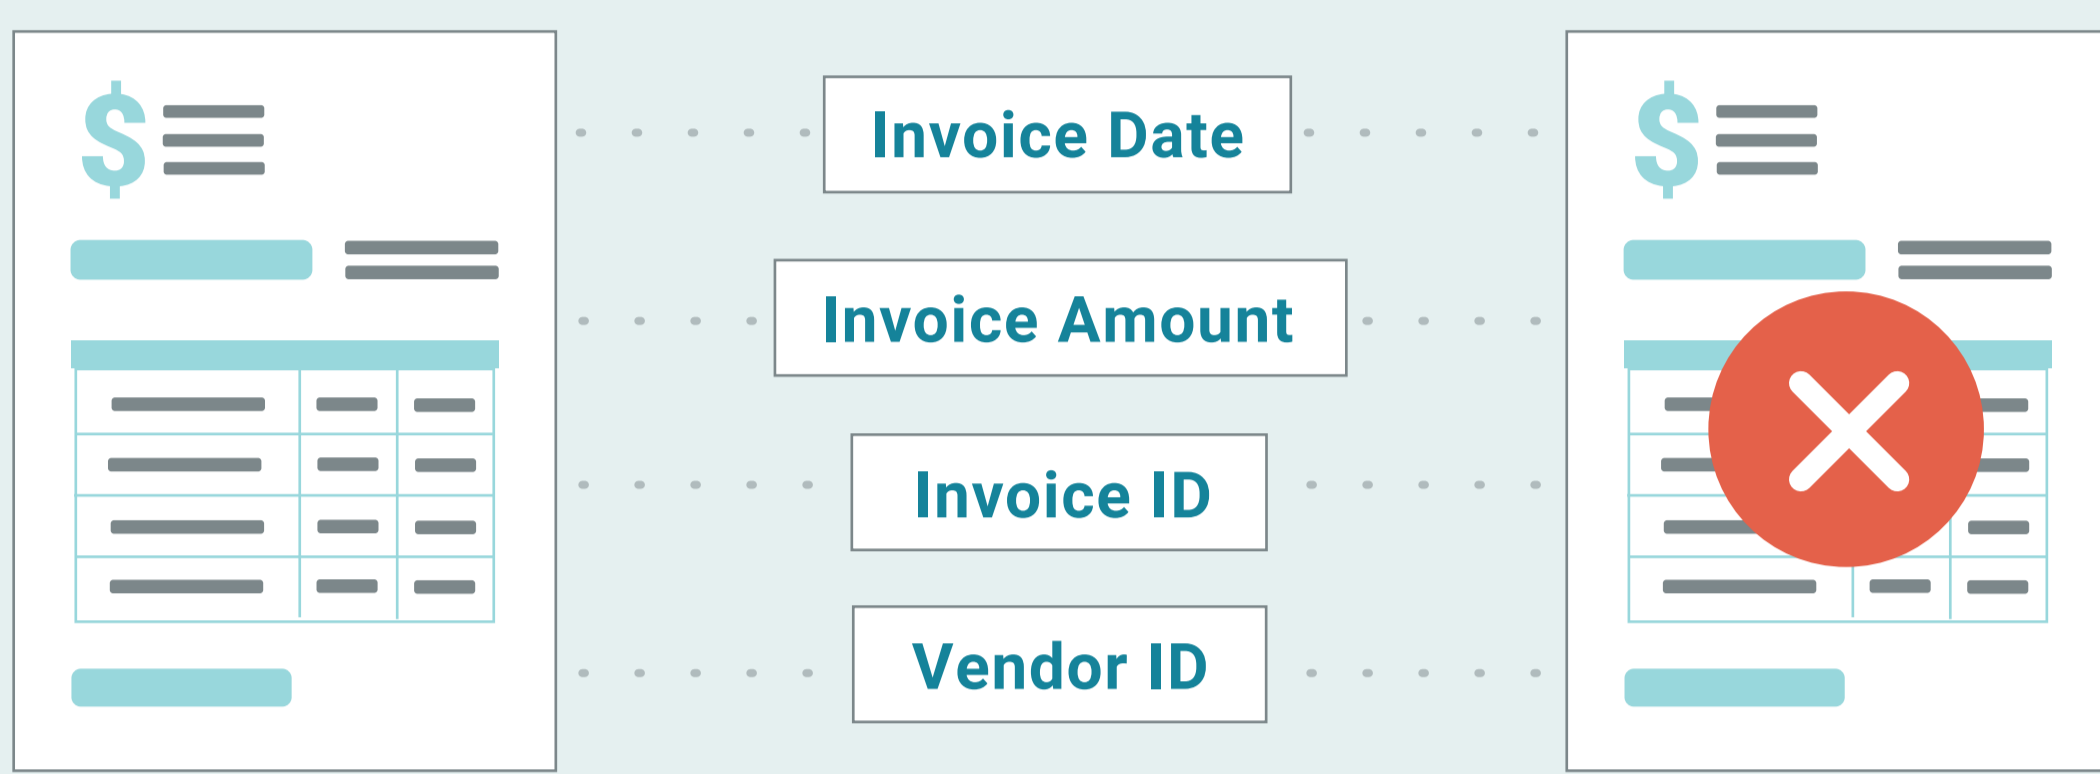 $
Invoice Date
$
Invoice Amount
Invoice ID
Vendor ID